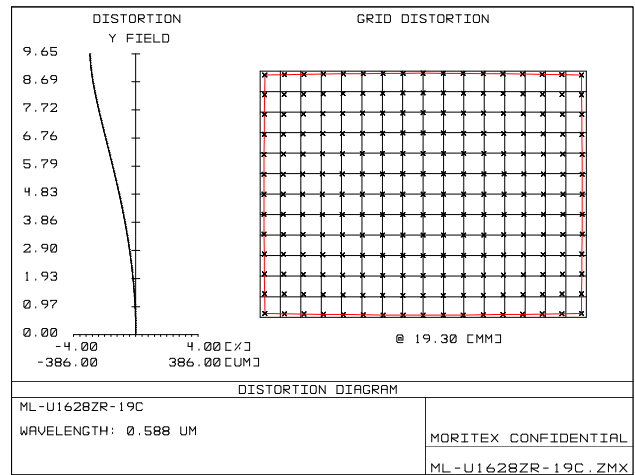 DISTORTION
Y FIELD
9.65
8.69
7.72
6.76
5.79
4.83
3.86
2.90
1.93
0.97
0.00
-4.00 4.00[%]
-386.00 386.00[UM]
GRID DISTORTION
@ 19.30 [MM]
DISTORTION DIAGRAM
ML-U1628ZR-19C
WAVELENGTH: 0.588 UM
MORITEX CONFIDENTIAL
ML-U1628ZR-19C.ZMX